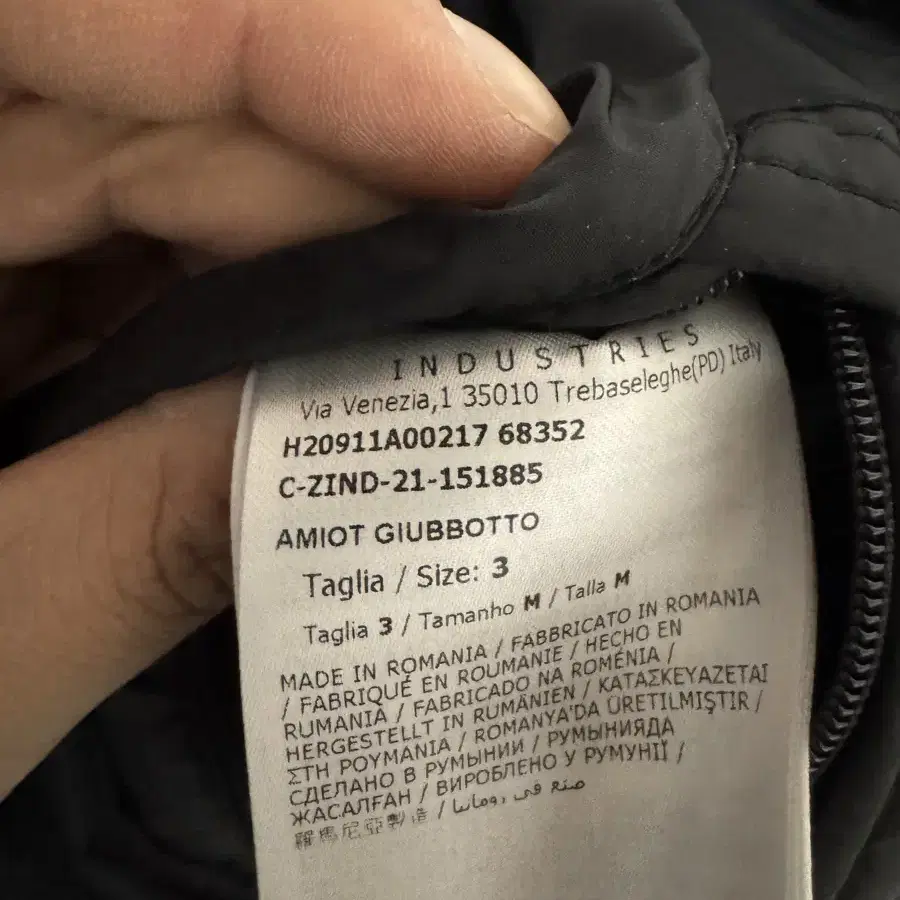 INDUSTRIES
Via Venezia,1 35010 Trebaseleghe(PD) Italy
H20911A00217 68352
C-ZIND-21-151885
AMIOT GIUBBOTTO
Taglia / Size: 3
Taglia 3 / Tamanho M / Talla M
MADE IN ROMANIA / FABBRICATO IN ROMANIA
/ FABRIQUÉ EN ROUMANIE / HECHO EN
RUMANIA / FABRICADO NA ROMÉNIA /
HERGESTELLT IN RUMÄNIEN / ΚΑΤΑΣΚΕΥΑΖΕΤΑΙ
ΣΤΗ ΡΟΥΜΑΝΙΑ / ROMANYA'DA ÜRETİLMİŞTIR /
СДЕЛАНО В РУМЫНИИ / РУМЫНИЯДА
ЖАСАЛҒАН / ВИРОБЛЕНО У РУМУНІЇ /
羅馬尼亞製造 / صنع في رومانيا